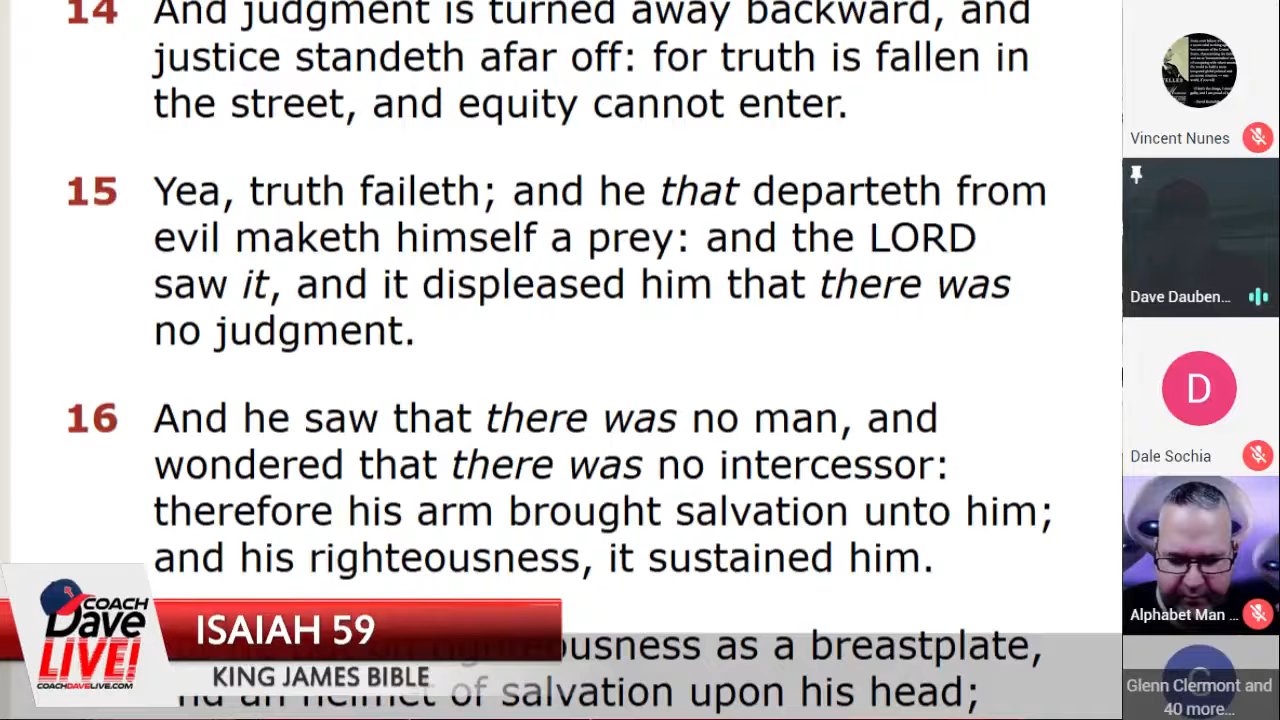 14 And judgment is turned away backward, and
justice standeth afar off: for truth is fallen in
the street, and equity cannot enter.
15 Yea, truth faileth; and he that departeth from
evil maketh himself a prey: and the LORD
saw it, and it displeased him that there was
no judgment.
16 And he saw that there was no man, and
wondered that there was no intercessor:
therefore his arm brought salvation unto him;
and his righteousness, it sustained him.
ousness as a breastplate,
and an helmet of salvation upon his head;
COACH
Dave
LIVE!
COACHDAVELIVE.COM
ISAIAH 59
KING JAMES BIBLE
Vincent Nunes
Dave Dauben...
D
Dale Sochia
Alphabet Man ...
C
Glenn Clermont and
40 more...